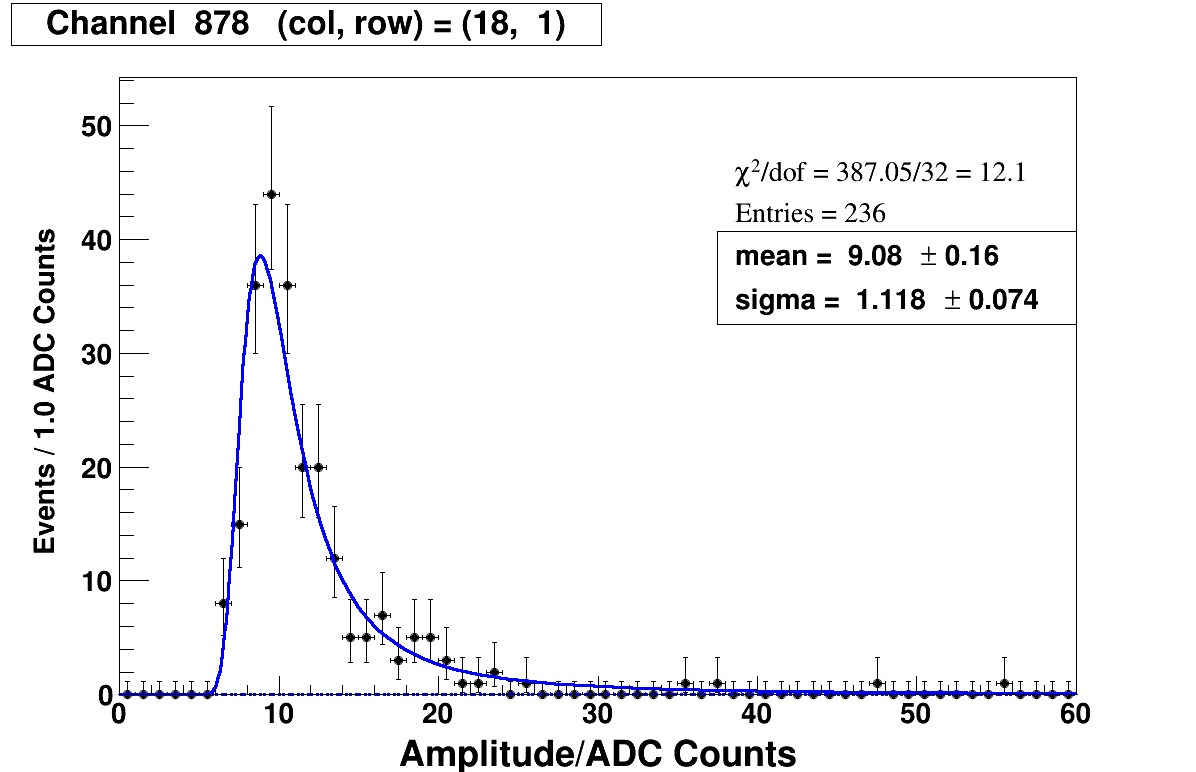 Channel 878 (col, row) = (18, 1)
χ²/dof = 387.05/32 = 12.1
Entries = 236
mean = 9.08 ± 0.16
sigma = 1.118 ± 0.074
Events / 1.0 ADC Counts
50
40
30
20
10
0
0 10 20 30 40 50 60
Amplitude/ADC Counts